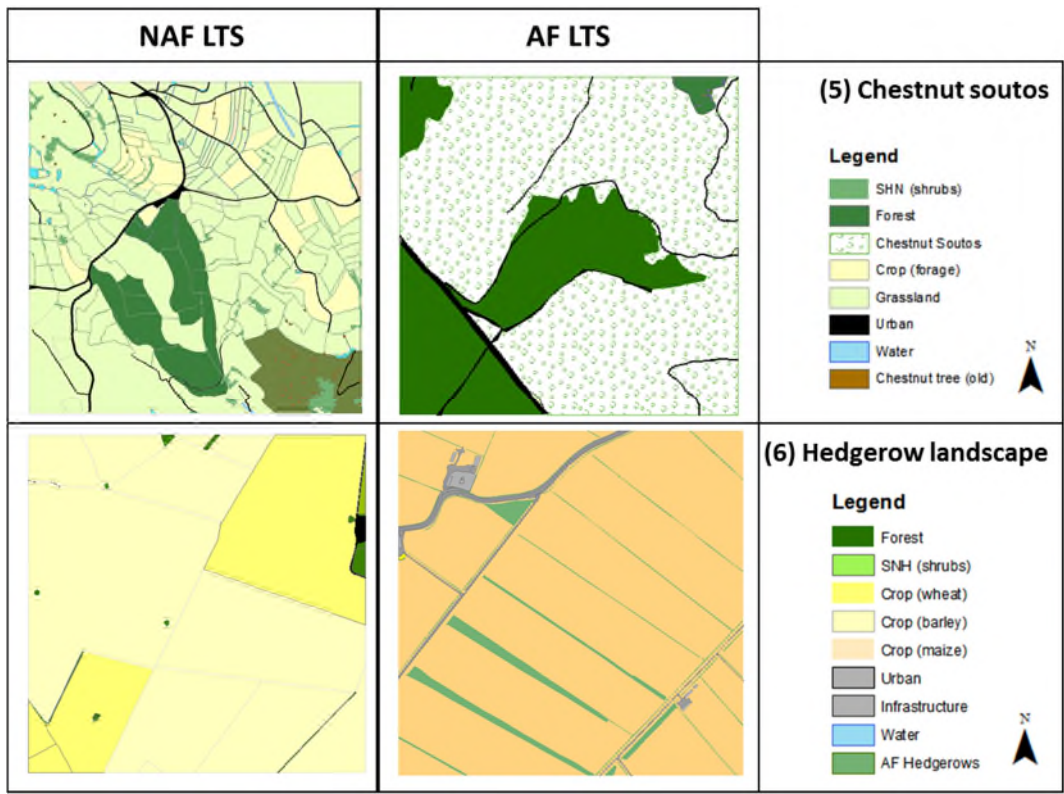 NAF LTS
AF LTS
(5) Chestnut soutos
Legend
SHN (shrubs)
Forest
Chestnut Soutos
Crop (forage)
Grassland
Urban
Water
Chestnut tree (old)
N
(6) Hedgerow landscape
Legend
Forest
SNH (shrubs)
Crop (wheat)
Crop (barley)
Crop (maize)
Urban
Infrastructure
Water
AF Hedgerows
N